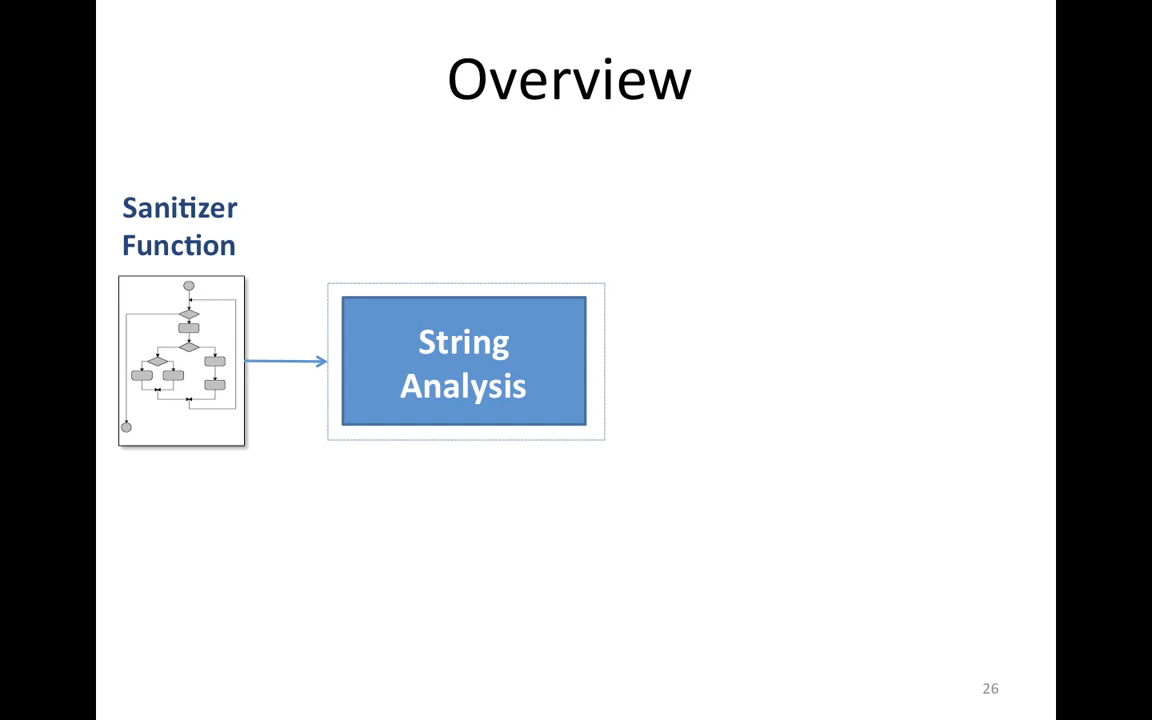 Overview
Sanitizer
Function
String
Analysis
26